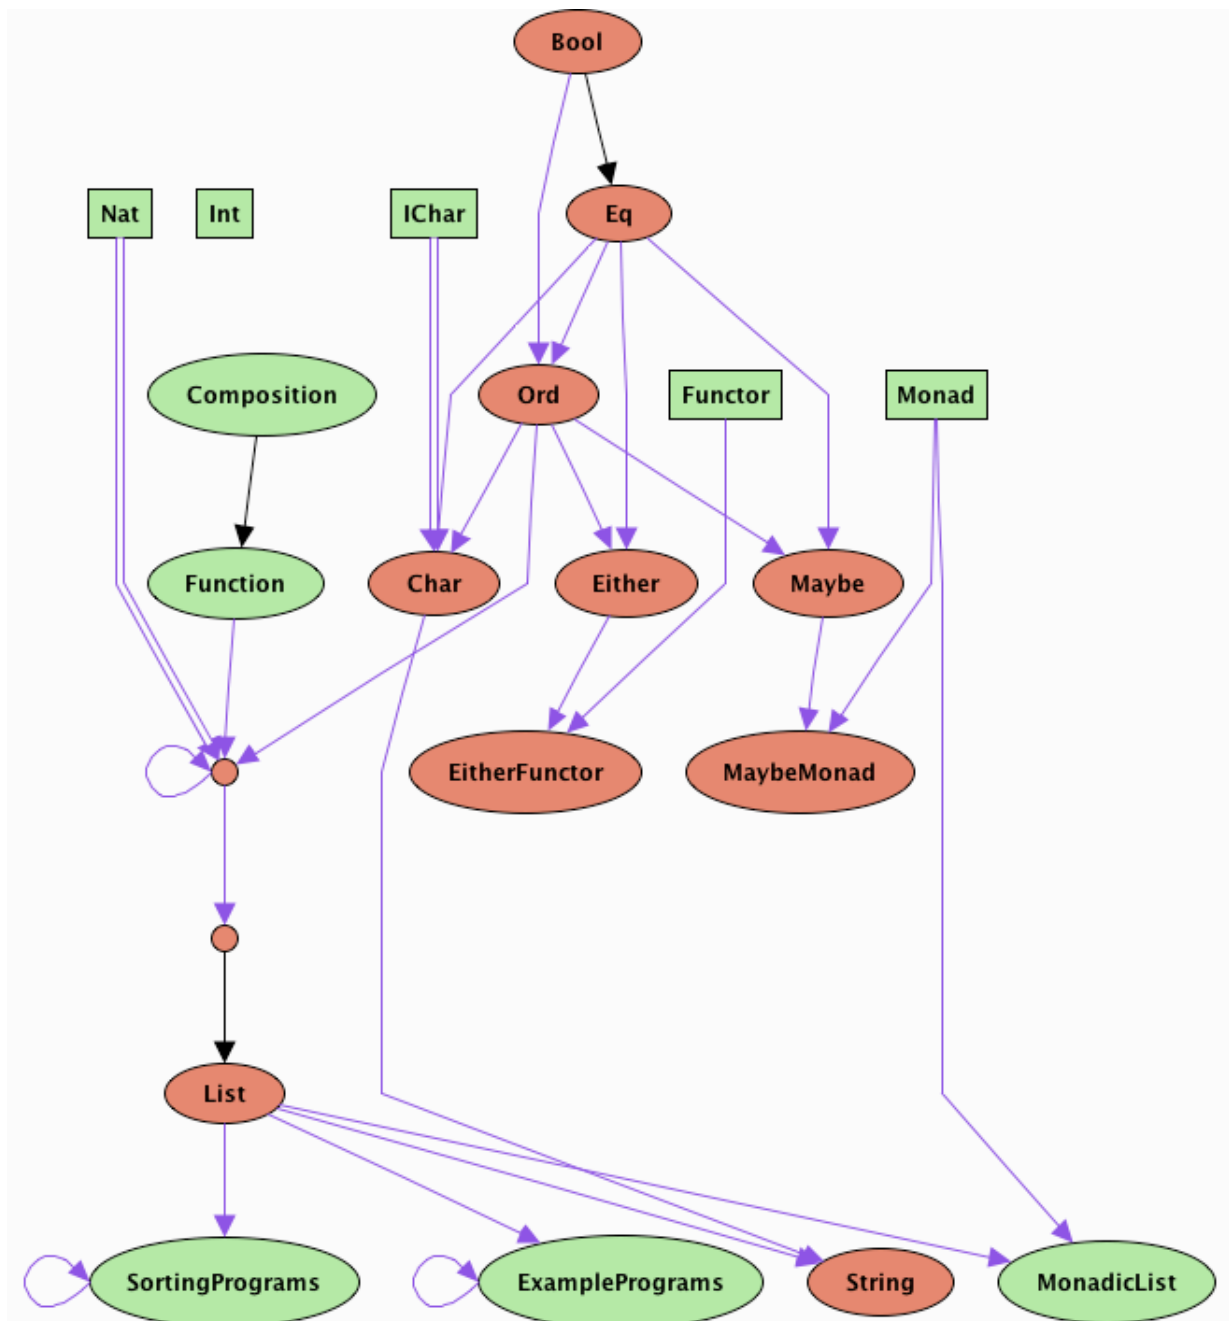 Bool
Nat
Int
IChar
Eq
Composition
Ord
Functor
Monad
Function
Char
Either
Maybe
EitherFunctor
MaybeMonad
List
SortingPrograms
ExamplePrograms
String
MonadicList